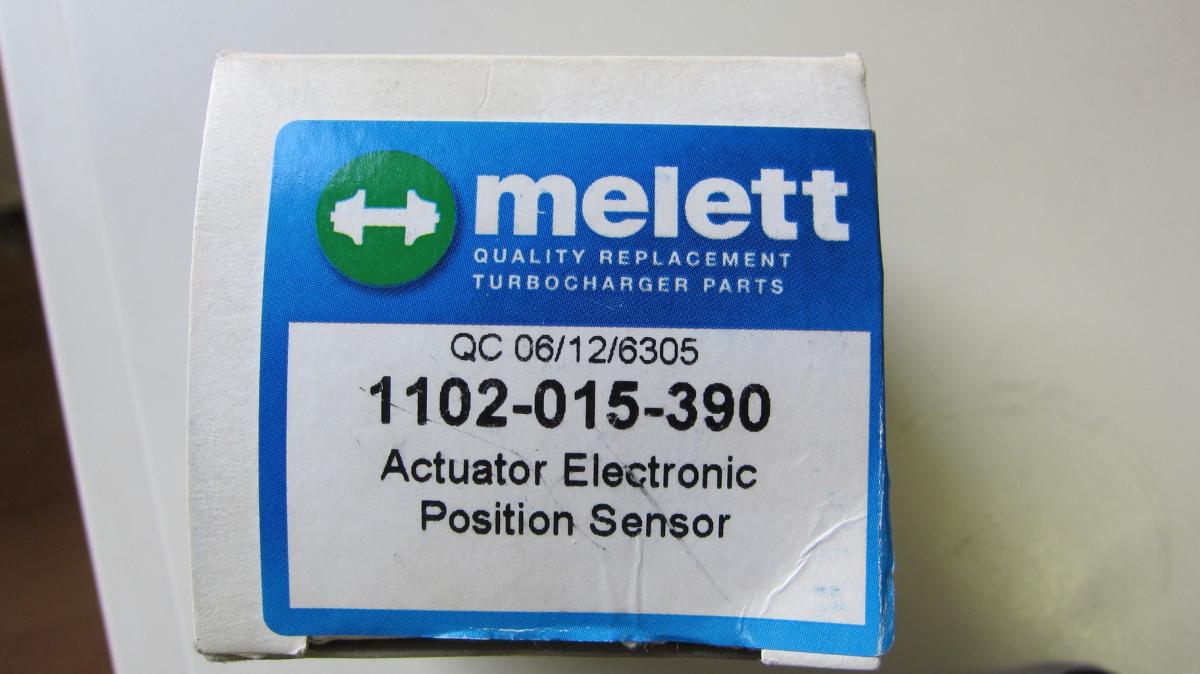 melett
QUALITY REPLACEMENT
TURBOCHARGER PARTS
QC 06/12/6305
1102-015-390
Actuator Electronic
Position Sensor